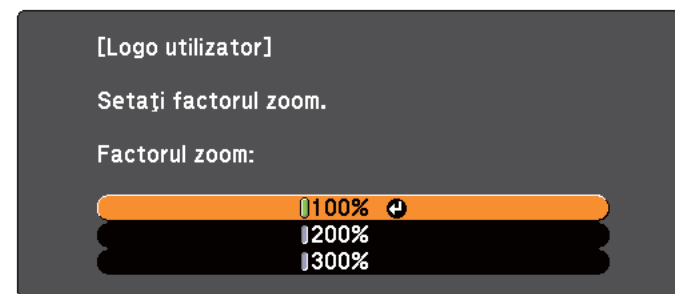 [Logo utilizator]
Setaţi factorul zoom.
Factorul zoom:
100%
200%
300%